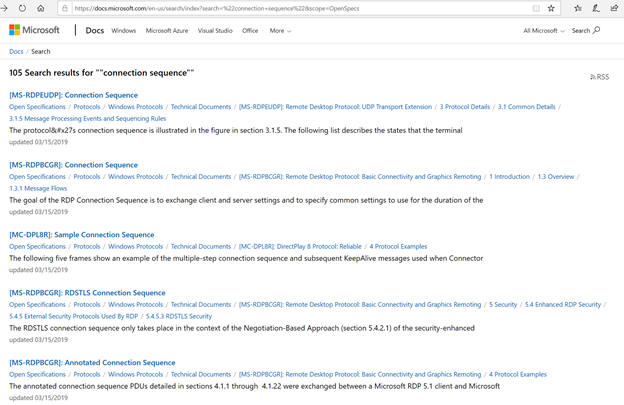 https://docs.microsoft.com/en-us/search/index?search=%22connection+sequence%22&scope=OpenSpecs
Microsoft Docs Windows Microsoft Azure Visual Studio Office More All Microsoft Search
Docs / Search
105 Search results for ""connection sequence""
RSS
[MS-RDPEUDP]: Connection Sequence
Open Specifications / Protocols / Windows Protocols / Technical Documents / [MS-RDPEUDP]: Remote Desktop Protocol: UDP Transport Extension / 3 Protocol Details / 3.1 Common Details /
3.1.5 Message Processing Events and Sequencing Rules
The protocol&#x27s connection sequence is illustrated in the figure in section 3.1.5. The following list describes the states that the terminal
updated 03/15/2019
[MS-RDPBCGR]: Connection Sequence
Open Specifications / Protocols / Windows Protocols / Technical Documents / [MS-RDPBCGR]: Remote Desktop Protocol: Basic Connectivity and Graphics Remoting / 1 Introduction / 1.3 Overview /
1.3.1 Message Flows
The goal of the RDP Connection Sequence is to exchange client and server settings and to specify common settings to use for the duration of the
updated 03/15/2019
[MC-DPL8R]: Sample Connection Sequence
Open Specifications / Protocols / Windows Protocols / Technical Documents / [MC-DPL8R]: DirectPlay 8 Protocol: Reliable / 4 Protocol Examples
The following five frames show an example of the multiple-step connection sequence and subsequent KeepAlive messages used when Connector
updated 03/15/2019
[MS-RDPBCGR]: RDSTLS Connection Sequence
Open Specifications / Protocols / Windows Protocols / Technical Documents / [MS-RDPBCGR]: Remote Desktop Protocol: Basic Connectivity and Graphics Remoting / 5 Security / 5.4 Enhanced RDP Security /
5.4.5 External Security Protocols Used By RDP / 5.4.5.3 RDSTLS Security
The RDSTLS connection sequence only takes place in the context of the Negotiation-Based Approach (section 5.4.2.1) of the security-enhanced
updated 03/15/2019
[MS-RDPBCGR]: Annotated Connection Sequence
Open Specifications / Protocols / Windows Protocols / Technical Documents / [MS-RDPBCGR]: Remote Desktop Protocol: Basic Connectivity and Graphics Remoting / 4 Protocol Examples
The annotated connection sequence PDUs detailed in sections 4.1.1 through 4.1.22 were exchanged between a Microsoft RDP 5.1 client and Microsoft
updated 03/15/2019